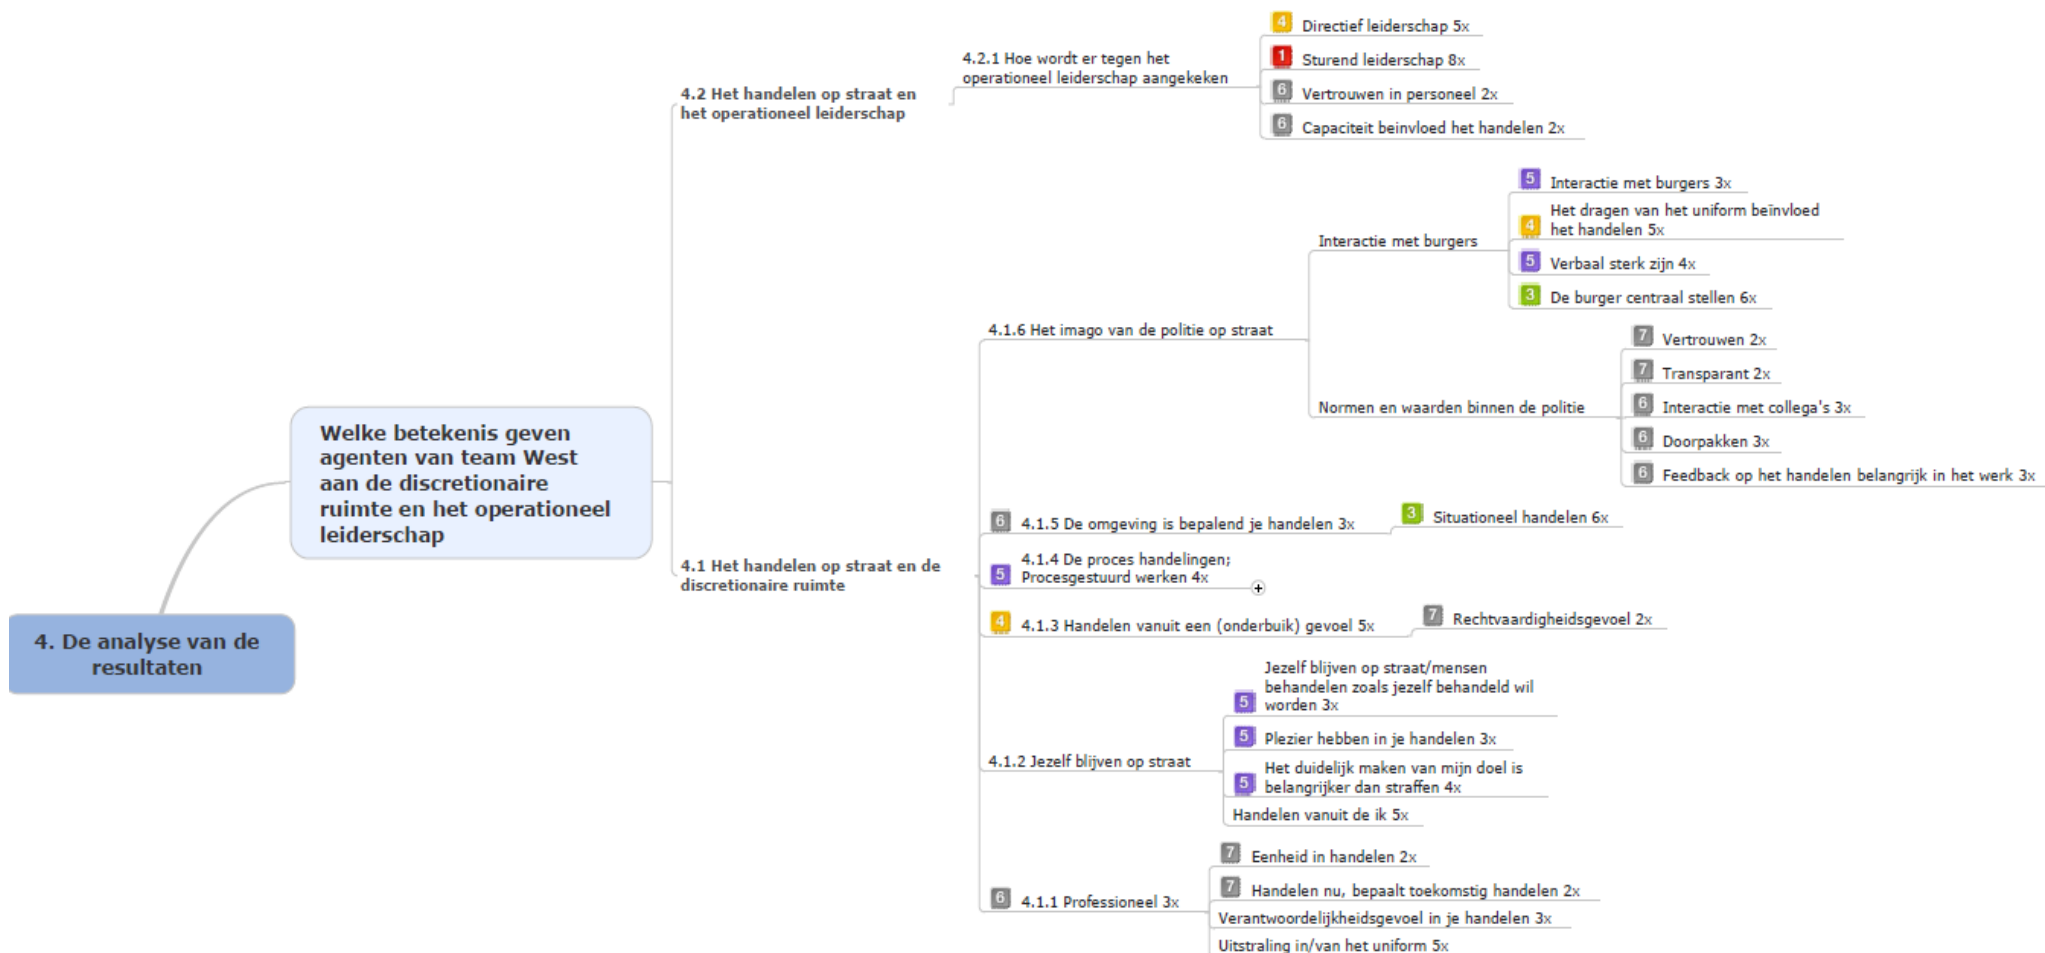 4. De analyse van de
resultaten
Welke betekenis geven
agenten van team West
aan de discretionaire
ruimte en het operationeel
leiderschap
4.2 Het handelen op straat en
het operationeel leiderschap
4.2.1 Hoe wordt er tegen het
operationeel leiderschap aangekeken
4 Directief leiderschap 5x
1 Sturend leiderschap 8x
6 Vertrouwen in personeel 2x
6 Capaciteit beinvloed het handelen 2x
4.1 Het handelen op straat en de
discretionaire ruimte
4.1.6 Het imago van de politie op straat
Interactie met burgers
5 Interactie met burgers 3x
Het dragen van het uniform beïnvloed
4 het handelen 5x
5 Verbaal sterk zijn 4x
3 De burger centraal stellen 6x
Normen en waarden binnen de politie
7 Vertrouwen 2x
7 Transparant 2x
6 Interactie met collega's 3x
6 Doorpakken 3x
6 Feedback op het handelen belangrijk in het werk 3x
6 4.1.5 De omgeving is bepalend je handelen 3x
3 Situationeel handelen 6x
4.1.4 De proces handelingen;
5 Procesgestuurd werken 4x
4 4.1.3 Handelen vanuit een (onderbuik) gevoel 5x
7 Rechtvaardigheidsgevoel 2x
4.1.2 Jezelf blijven op straat
Jezelf blijven op straat/mensen
behandelen zoals jezelf behandeld wil
5 worden 3x
5 Plezier hebben in je handelen 3x
Het duidelijk maken van mijn doel is
5 belangrijker dan straffen 4x
Handelen vanuit de ik 5x
6 4.1.1 Professioneel 3x
7 Eenheid in handelen 2x
7 Handelen nu, bepaalt toekomstig handelen 2x
Verantwoordelijkheidsgevoel in je handelen 3x
Uitstraling in/van het uniform 5x